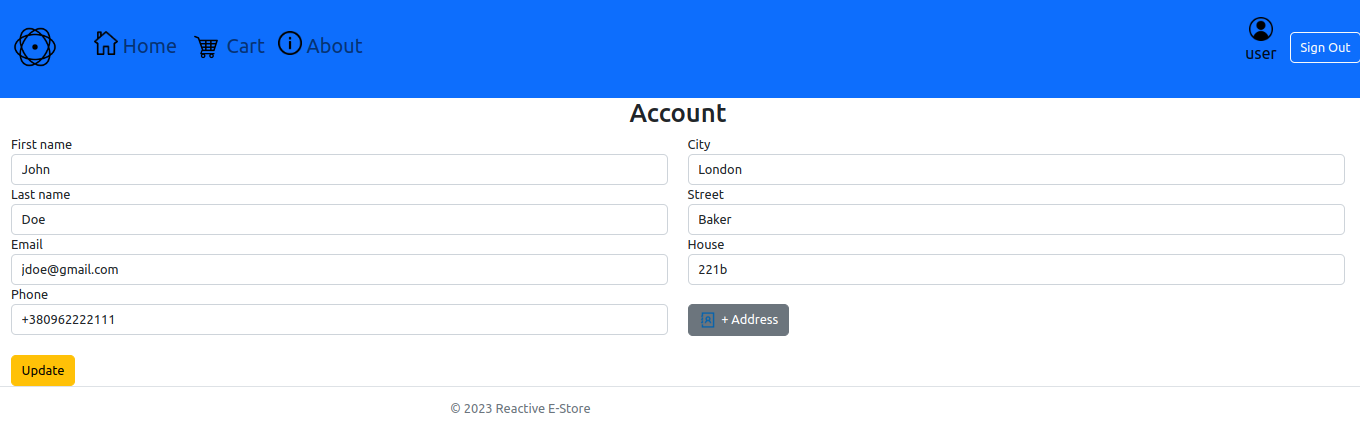 Home Cart About
user
Sign Out
Account
First name
John
Last name
Doe
Email
jdoe@gmail.com
Phone
+380962222111
City
London
Street
Baker
House
221b
+ Address
Update
© 2023 Reactive E-Store